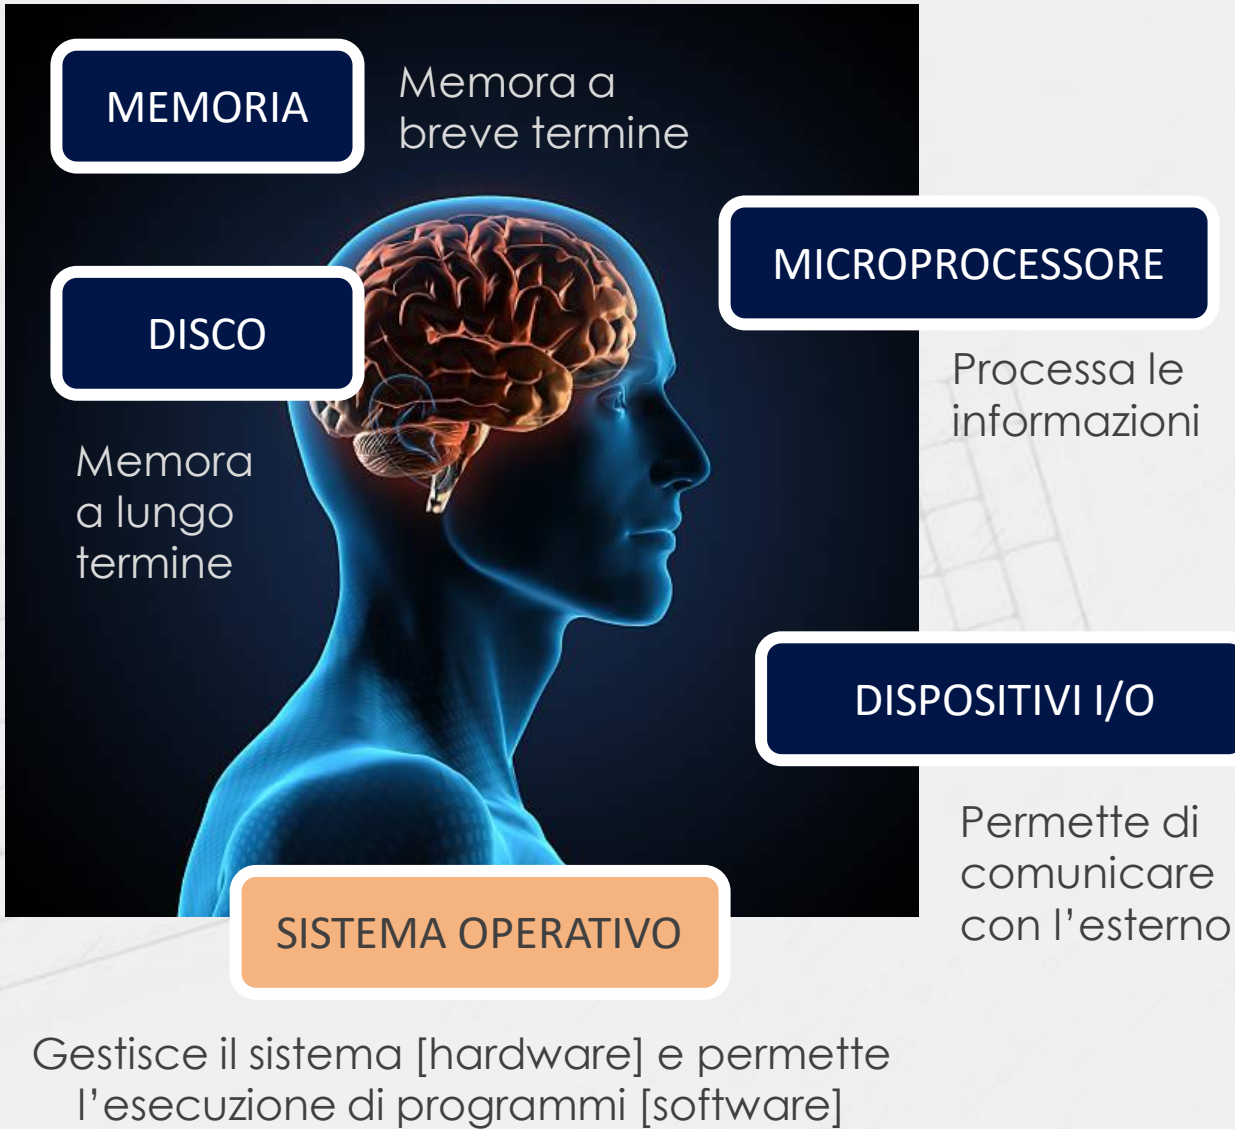 MEMORIA
Memora a
breve termine
MICROPROCESSORE
Processa le
informazioni
DISCO
Memora
a lungo
termine
DISPOSITIVI I/O
Permette di
comunicare
con l’esterno
SISTEMA OPERATIVO
Gestisce il sistema [hardware] e permette
l’esecuzione di programmi [software]